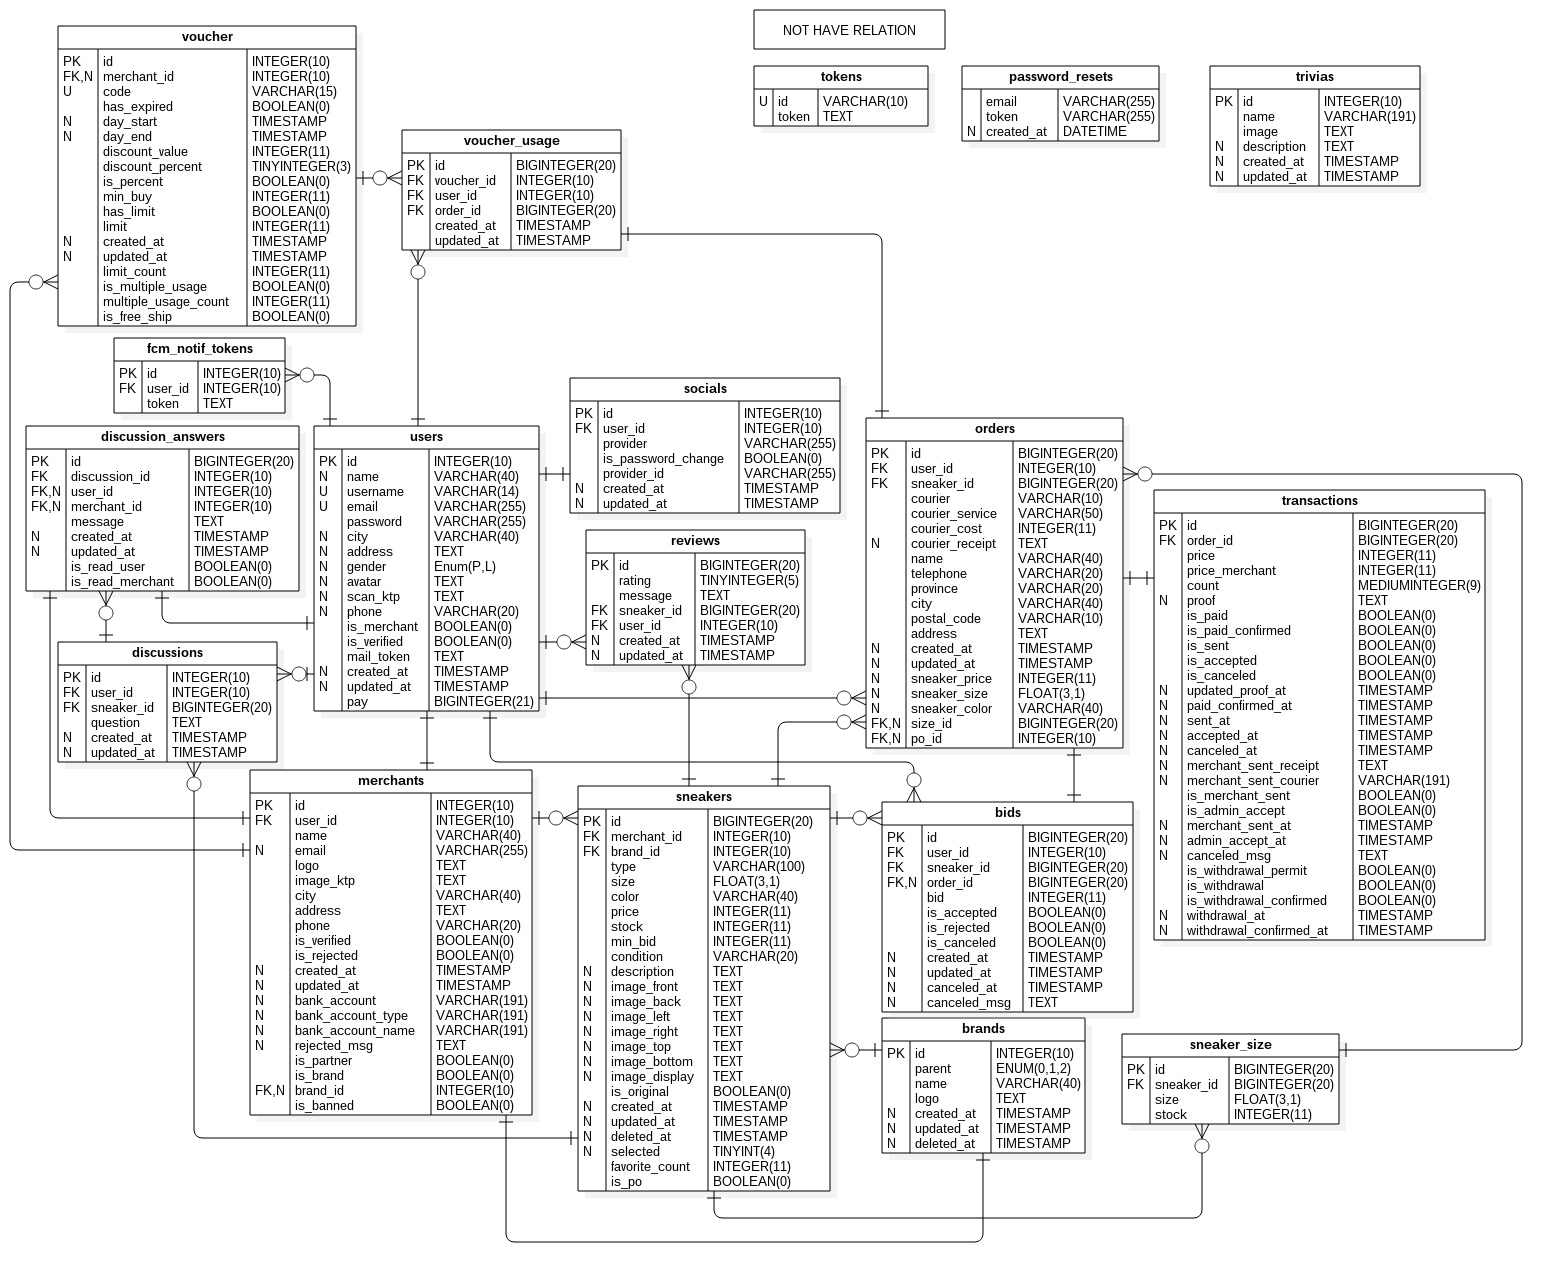 NOT HAVE RELATION
voucher
PK id INTEGER(10)
FK,N merchant_id INTEGER(10)
U code VARCHAR(15)
has_expired BOOLEAN(0)
N day_start TIMESTAMP
N day_end TIMESTAMP
discount_value INTEGER(11)
discount_percent TINYINTEGER(3)
is_percent BOOLEAN(0)
min_buy INTEGER(11)
has_limit BOOLEAN(0)
limit INTEGER(11)
N created_at TIMESTAMP
N updated_at TIMESTAMP
limit_count INTEGER(11)
is_multiple_usage BOOLEAN(0)
multiple_usage_count INTEGER(11)
is_free_ship BOOLEAN(0)
tokens
U id VARCHAR(10)
token TEXT
password_resets
email VARCHAR(255)
token VARCHAR(255)
N created_at DATETIME
trivias
PK id INTEGER(10)
name VARCHAR(191)
image TEXT
N description TEXT
N created_at TIMESTAMP
N updated_at TIMESTAMP
voucher_usage
PK id BIGINTEGER(20)
FK voucher_id INTEGER(10)
FK user_id INTEGER(10)
FK order_id BIGINTEGER(20)
created_at TIMESTAMP
updated_at TIMESTAMP
fcm_notif_tokens
PK id INTEGER(10)
FK user_id INTEGER(10)
token TEXT
socials
PK id INTEGER(10)
FK user_id INTEGER(10)
provider VARCHAR(255)
is_password_change BOOLEAN(0)
provider_id VARCHAR(255)
N created_at TIMESTAMP
N updated_at TIMESTAMP
discussion_answers
PK id BIGINTEGER(20)
FK discussion_id INTEGER(10)
FK,N user_id INTEGER(10)
FK,N merchant_id INTEGER(10)
message TEXT
N created_at TIMESTAMP
N updated_at TIMESTAMP
is_read_user BOOLEAN(0)
is_read_merchant BOOLEAN(0)
users
PK id INTEGER(10)
N name VARCHAR(40)
U username VARCHAR(14)
U email VARCHAR(255)
password VARCHAR(255)
N city VARCHAR(40)
N address TEXT
N gender Enum(P,L)
N avatar TEXT
N scan_ktp TEXT
N phone VARCHAR(20)
is_merchant BOOLEAN(0)
is_verified BOOLEAN(0)
mail_token TEXT
N created_at TIMESTAMP
N updated_at TIMESTAMP
pay BIGINTEGER(21)
orders
PK id BIGINTEGER(20)
FK user_id INTEGER(10)
FK sneaker_id BIGINTEGER(20)
courier VARCHAR(10)
courier_service VARCHAR(50)
courier_cost INTEGER(11)
N courier_receipt TEXT
name VARCHAR(40)
telephone VARCHAR(20)
province VARCHAR(20)
city VARCHAR(40)
postal_code VARCHAR(10)
address TEXT
N created_at TIMESTAMP
N updated_at TIMESTAMP
N sneaker_price INTEGER(11)
N sneaker_size FLOAT(3,1)
N sneaker_color VARCHAR(40)
FK,N size_id BIGINTEGER(20)
FK,N po_id INTEGER(10)
transactions
PK id BIGINTEGER(20)
FK order_id BIGINTEGER(20)
price INTEGER(11)
price_merchant INTEGER(11)
count MEDIUMINTEGER(9)
N proof TEXT
is_paid BOOLEAN(0)
is_paid_confirmed BOOLEAN(0)
is_sent BOOLEAN(0)
is_accepted BOOLEAN(0)
is_canceled BOOLEAN(0)
N updated_proof_at TIMESTAMP
N paid_confirmed_at TIMESTAMP
N sent_at TIMESTAMP
N accepted_at TIMESTAMP
N canceled_at TIMESTAMP
N merchant_sent_receipt TEXT
N merchant_sent_courier VARCHAR(191)
is_merchant_sent BOOLEAN(0)
is_admin_accept BOOLEAN(0)
N merchant_sent_at TIMESTAMP
N admin_accept_at TIMESTAMP
N canceled_msg TEXT
is_withdrawal_permit BOOLEAN(0)
is_withdrawal BOOLEAN(0)
is_withdrawal_confirmed BOOLEAN(0)
N withdrawal_at TIMESTAMP
N withdrawal_confirmed_at TIMESTAMP
reviews
PK id BIGINTEGER(20)
rating TINYINTEGER(5)
message TEXT
FK sneaker_id BIGINTEGER(20)
FK user_id INTEGER(10)
N created_at TIMESTAMP
N updated_at TIMESTAMP
discussions
PK id INTEGER(10)
FK user_id INTEGER(10)
FK sneaker_id BIGINTEGER(20)
question TEXT
N created_at TIMESTAMP
N updated_at TIMESTAMP
merchants
PK id INTEGER(10)
FK user_id INTEGER(10)
name VARCHAR(40)
N email VARCHAR(255)
logo TEXT
image_ktp TEXT
city VARCHAR(40)
address TEXT
phone VARCHAR(20)
is_verified BOOLEAN(0)
is_rejected BOOLEAN(0)
N created_at TIMESTAMP
N updated_at TIMESTAMP
N bank_account VARCHAR(191)
N bank_account_type VARCHAR(191)
N bank_account_name VARCHAR(191)
N rejected_msg TEXT
is_partner BOOLEAN(0)
is_brand BOOLEAN(0)
FK,N brand_id INTEGER(10)
is_banned BOOLEAN(0)
sneakers
PK id BIGINTEGER(20)
FK merchant_id INTEGER(10)
FK brand_id INTEGER(10)
type VARCHAR(100)
size FLOAT(3,1)
color VARCHAR(40)
price INTEGER(11)
stock INTEGER(11)
min_bid INTEGER(11)
condition VARCHAR(20)
N description TEXT
N image_front TEXT
N image_back TEXT
N image_left TEXT
N image_right TEXT
N image_top TEXT
N image_bottom TEXT
N image_display TEXT
is_original BOOLEAN(0)
N created_at TIMESTAMP
N updated_at TIMESTAMP
N deleted_at TIMESTAMP
N selected TINYINT(4)
favorite_count INTEGER(11)
is_po BOOLEAN(0)
bids
PK id BIGINTEGER(20)
FK user_id INTEGER(10)
FK sneaker_id BIGINTEGER(20)
FK,N order_id BIGINTEGER(20)
bid INTEGER(11)
is_accepted BOOLEAN(0)
is_rejected BOOLEAN(0)
is_canceled BOOLEAN(0)
N created_at TIMESTAMP
N updated_at TIMESTAMP
N canceled_at TIMESTAMP
N canceled_msg TEXT
brands
PK id INTEGER(10)
parent ENUM(0,1,2)
name VARCHAR(40)
logo TEXT
N created_at TIMESTAMP
N updated_at TIMESTAMP
N deleted_at TIMESTAMP
sneaker_size
PK id BIGINTEGER(20)
FK sneaker_id BIGINTEGER(20)
size FLOAT(3,1)
stock INTEGER(11)